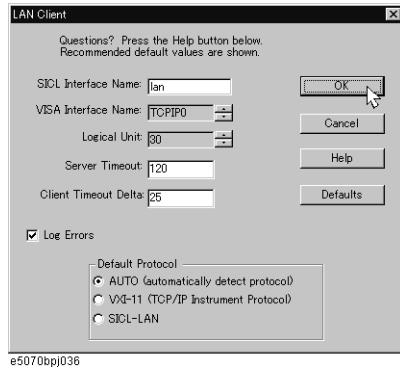 LAN Client
Questions? Press the Help button below.
Recommended default values are shown.
SICL Interface Name: lan
OK
VISA Interface Name: TCPIP0
Cancel
Logical Unit: 30
Help
Server Timeout: 120
Client Timeout Delta: 25
Defaults
Log Errors
Default Protocol
AUTO (automatically detect protocol)
VXI-11 (TCP/IP Instrument Protocol)
SICL-LAN
e5070bpj036